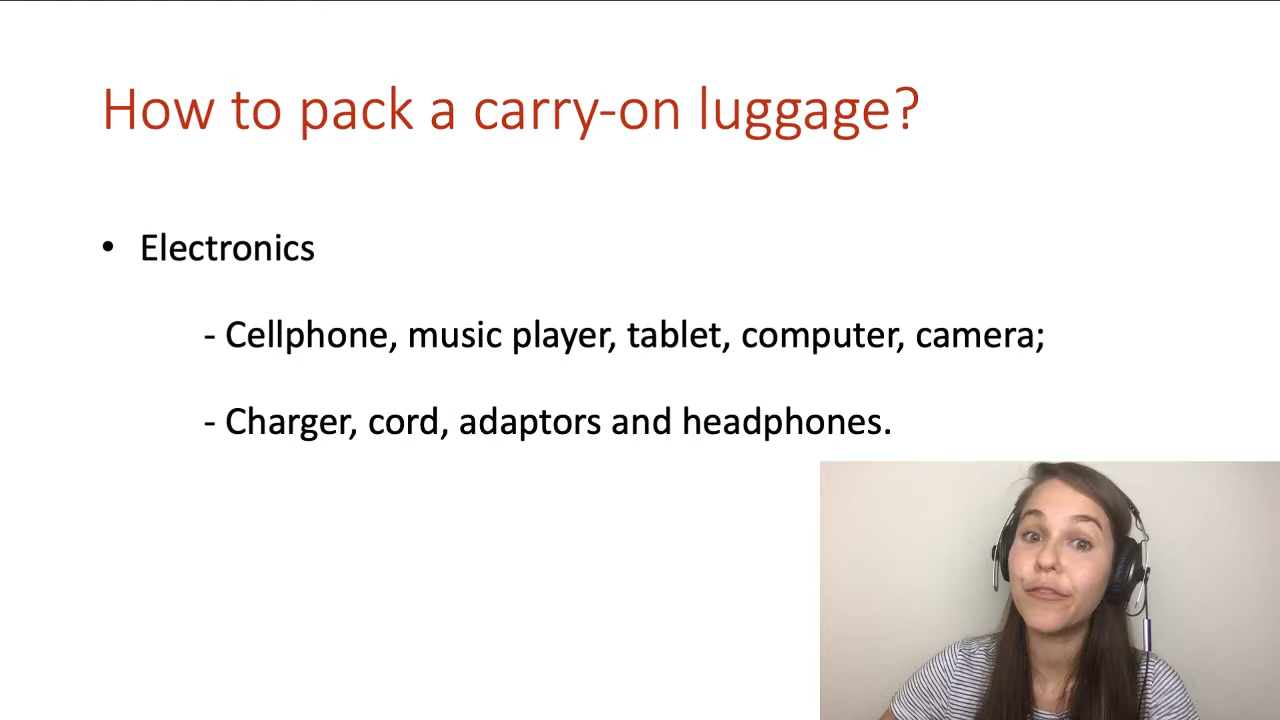 How to pack a carry-on luggage?
• Electronics
- Cellphone, music player, tablet, computer, camera;
- Charger, cord, adaptors and headphones.